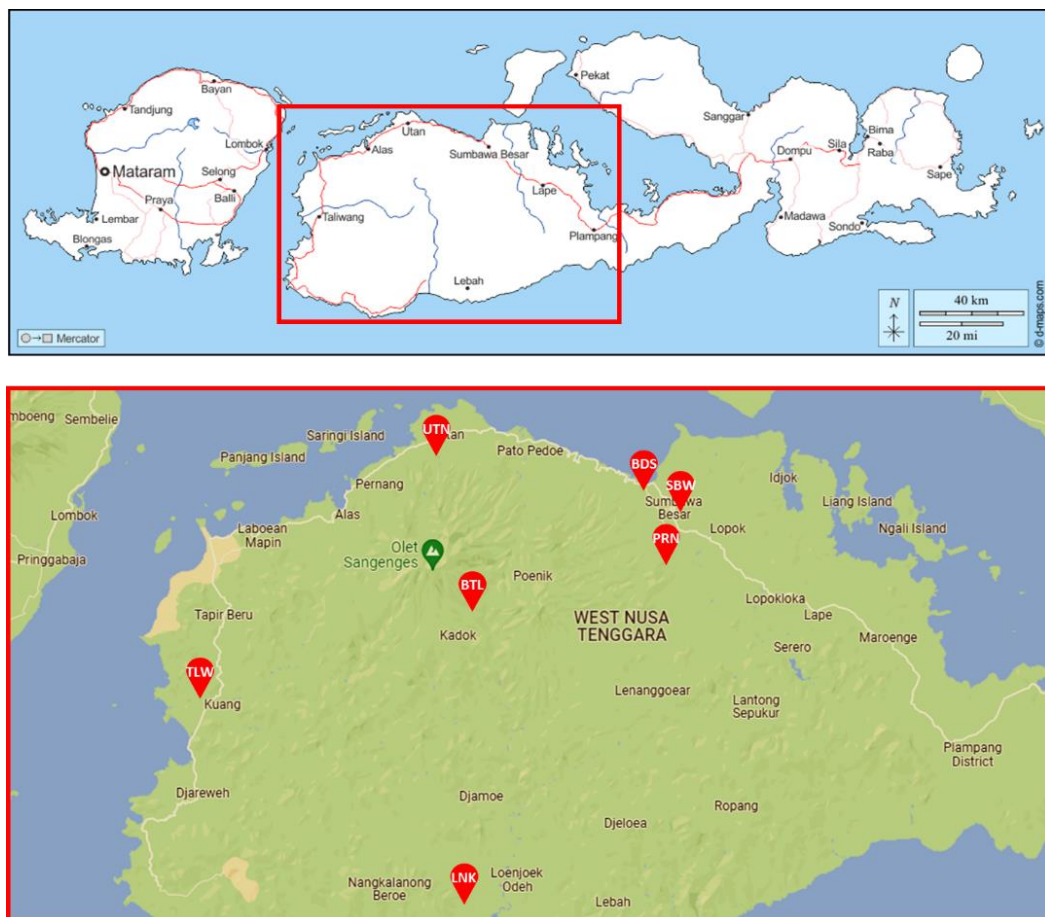 Bayan
Tandjung
Lombok
Mataram
Selong
Praya
Balli
Lembar
Blongas
Utan
Alas
Sumbawa Besar
Lape
Taliwang
Plampang
Lebah
Pekat
Sanggar
Bima
Sila
Raba
Dompu
Sape
Madawa
Sondo
N
40 km
20 mi
© d-maps.com
Mercator
mboeng
Sembelie
Saringi Island
UTN
an
Panjang Island
Pato Pedoe
BDS
Pernang
SBW
Idjok
Sumbawa
Besar
Liang Island
Lombok
Alas
Laboean
Mapin
Lopok
Ngali Island
PRN
Pringgabaja
Olet
Sangenges
BTL
Poenik
Lopokloka
Tapir Beru
Kadok
WEST NUSA
TENGGARA
Lape
Maroenge
Serero
TLW
Kuang
Lenanggoear
Lantong
Sepukur
Plampang
District
Djareweh
Djamoe
Ropang
Djeloea
LNK
Loenjoek
Odeh
Nangkalanong
Beroe
Lebah